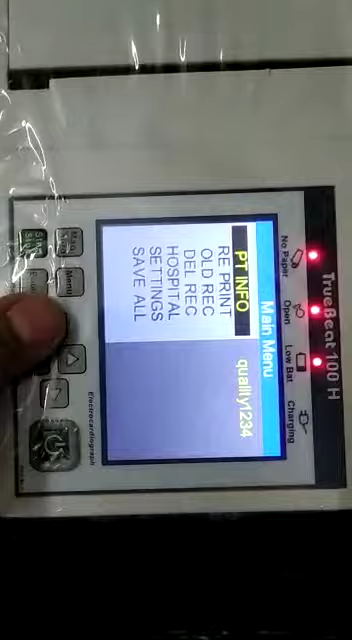 TrueBeat 100 H
No Paper
Open
Low Bat
Charging
Main Menu
PT INFO
quality1234
RE PRINT
OLD REC
DEL REC
HOSPITAL
SETTINGS
SAVE ALL
Electrocardiograph
Menu